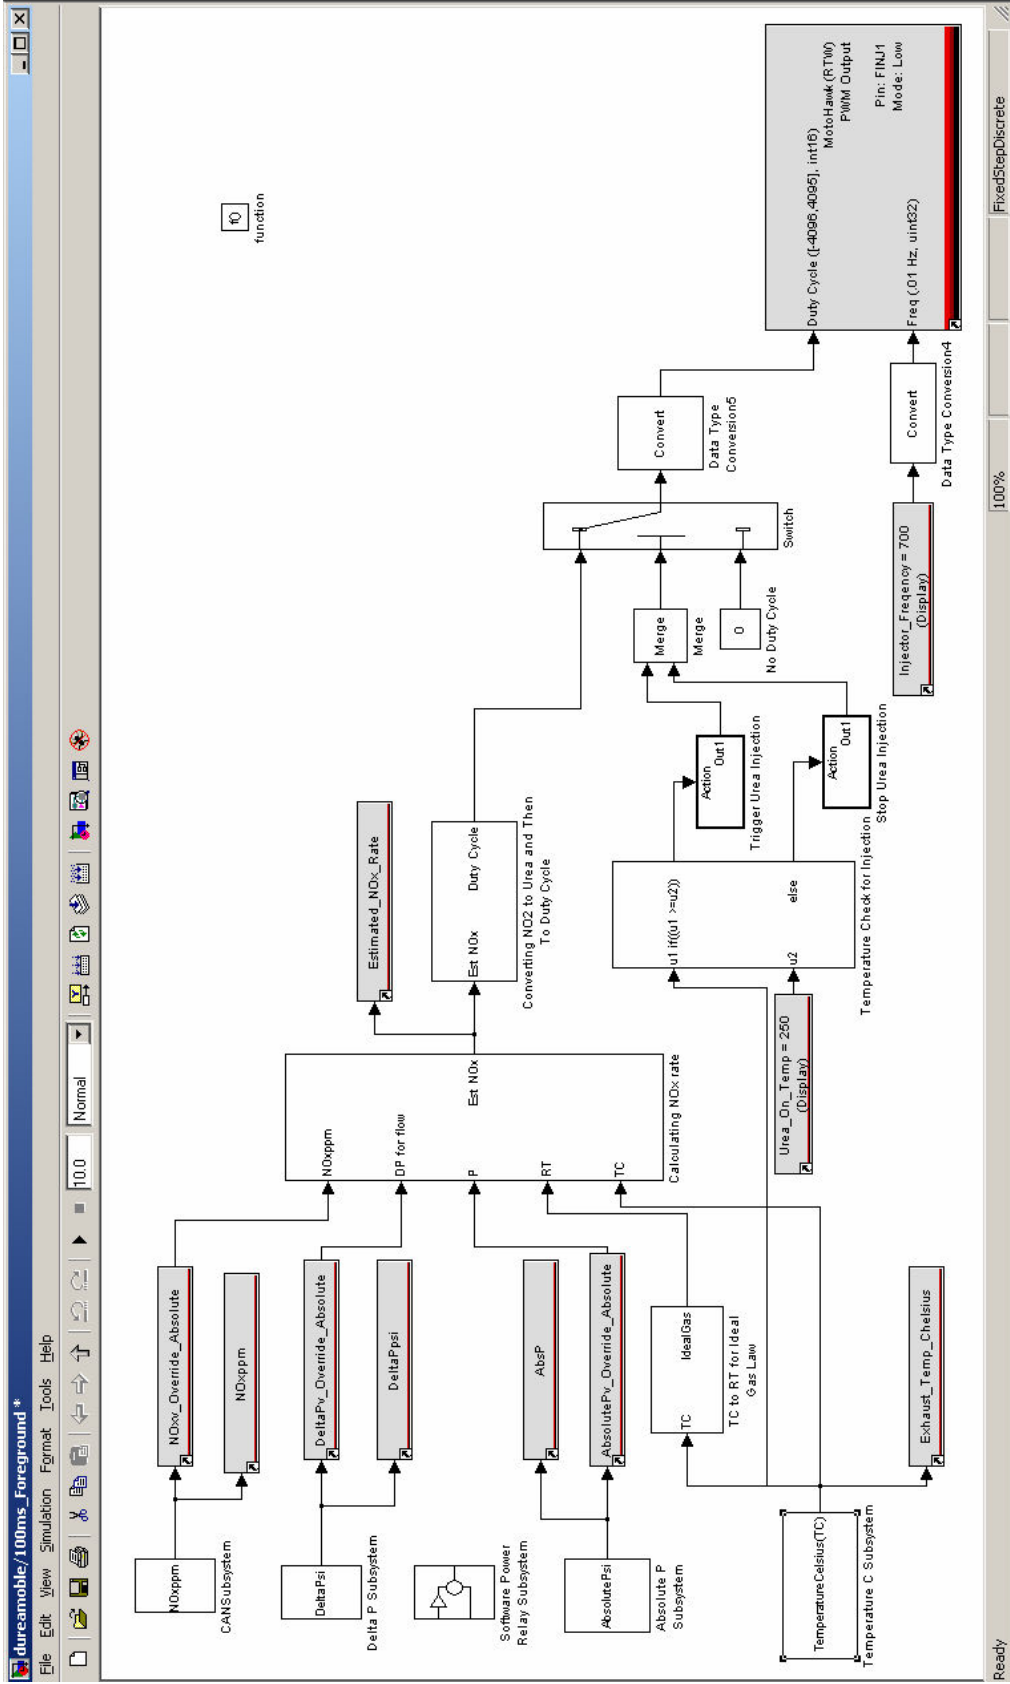 dureamoble/100ms_Foreground *
File Edit View Simulation Format Tools Help
10.0
Normal
NOxppm
CANSubsystem
NOxv_Override_Absolute
NOxppm
DeltaPsi
Delta P Subsystem
DeltaPv_Override_Absolute
DeltaPpsi
Software Power
Relay Subsystem
AbsolutePsi
Absolute P
Subsystem
AbsP
AbsolutePv_Override_Absolute
TC
IdealGas
TC to RT for Ideal
Gas Law
TemperatureCelsius(TC)
Temperature C Subsystem
Exhaust_Temp_Chelsius
NOxppm
DP for flow
P
RT
TC
Est NOx
Calculating NOx rate
Estimated_NOx_Rate
Est NOx
Duty Cycle
Converting NO2 to Urea and Then
To Duty Cycle
Urea_On_Temp = 250
(Display)
u1 if((u1 >=u2))
u2
else
Temperature Check for Injection
Action
Out1
Trigger Urea Injection
Action
Out1
Stop Urea Injection
Merge
Merge
0
No Duty Cycle
Switch
Convert
Data Type
Conversion5
Injector_Freqency = 700
(Display)
Convert
Data Type Conversion4
f()
function
Duty Cycle ([-4096,4095], int16)
MotoHawk (RTW)
PWM Output
Pin: FINJ1
Mode: Low
Freq (.01 Hz, uint32)
Ready
100%
FixedStepDiscrete